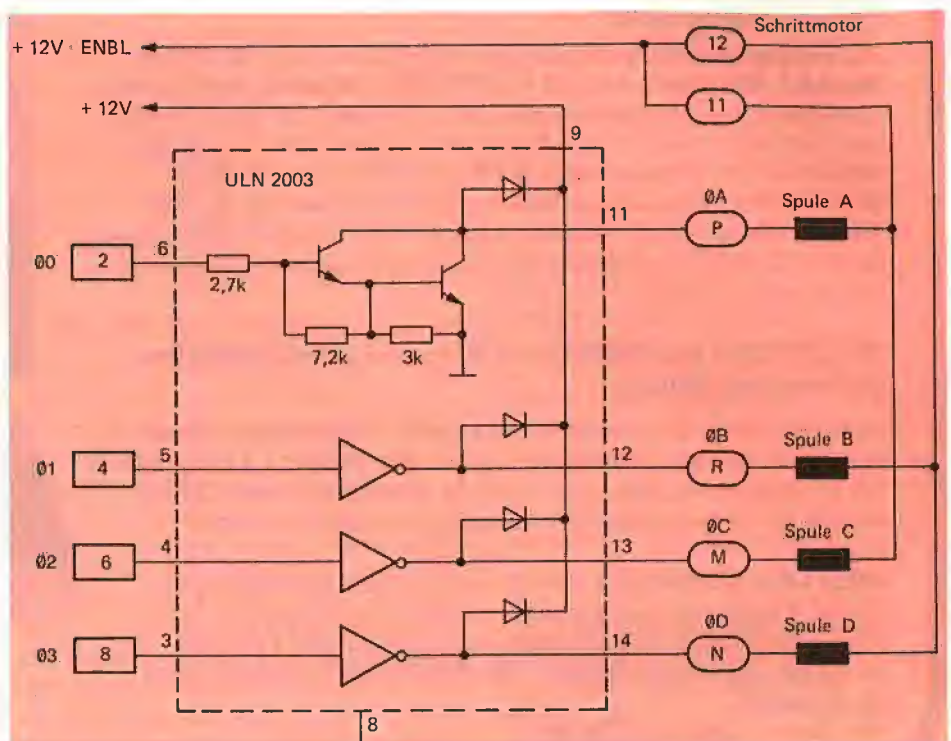 Schrittmotor
+ 12V · ENBL
12
+ 12V
11
9
ULN 2003
11
ØA
Spule A
6
P
Ø0
2
2,7k
7,2k
3k
ØB
Spule B
Ø1
4
5
12
R
ØC
Spule C
Ø2
6
4
13
M
ØD
Spule D
Ø3
8
3
14
N
8